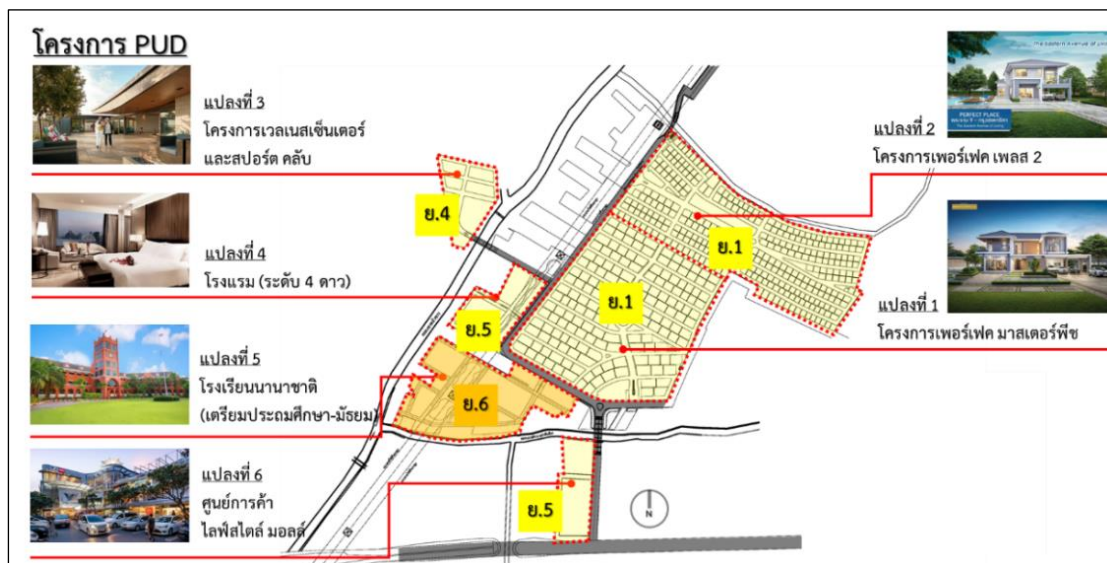 โครงการ PUD
แปลงที่ 3
โครงการเวลเนสเซ็นเตอร์
และสปอร์ต คลับ
แปลงที่ 4
โรงแรม (ระดับ 4 ดาว)
แปลงที่ 5
โรงเรียนนานาชาติ
(เตรียมประถมศึกษา-มัธยม)
แปลงที่ 6
ศูนย์การค้า
ไลฟ์สไตล์ มอลล์
ย.4
ย.5
ย.6
ย.5
ย.1
ย.1
N
The Eastern Avenue of Living
PERFECT PLACE
แปลงที่ 2
โครงการเพอร์เฟค เพลส 2
แปลงที่ 1
โครงการเพอร์เฟค มาสเตอร์พีซ